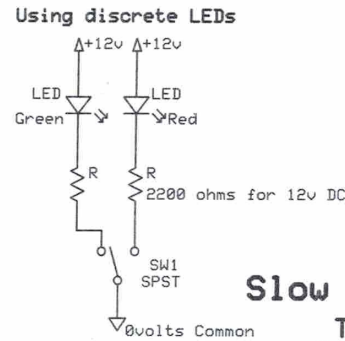 Using discrete LEDs
+12v +12v
LED LED
Green Red
R R
2200 ohms for 12v DC
SW1
SPST
Slow
T
0volts Common